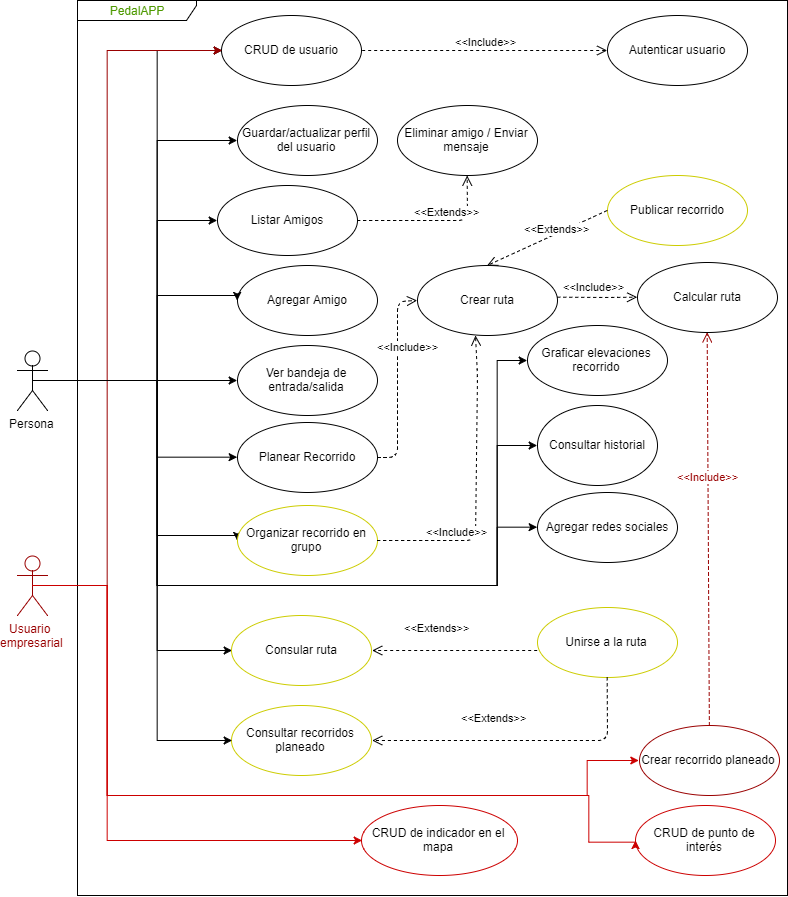 PedalAPP
CRUD de usuario
<<Include>>
Autenticar usuario
Guardar/actualizar perfil
del usuario
Eliminar amigo / Enviar
mensaje
Listar Amigos
<<Extends>>
Publicar recorrido
<<Extends>>
Agregar Amigo
Crear ruta
<<Include>>
Calcular ruta
<<Include>>
Graficar elevaciones
recorrido
Ver bandeja de
entrada/salida
Persona
Planear Recorrido
Consultar historial
<<Include>>
Organizar recorrido en
grupo
<<Include>>
Agregar redes sociales
Usuario
empresarial
Consular ruta
<<Extends>>
Unirse a la ruta
Consultar recorridos
planeado
<<Extends>>
Crear recorrido planeado
CRUD de indicador en el
mapa
CRUD de punto de
interés